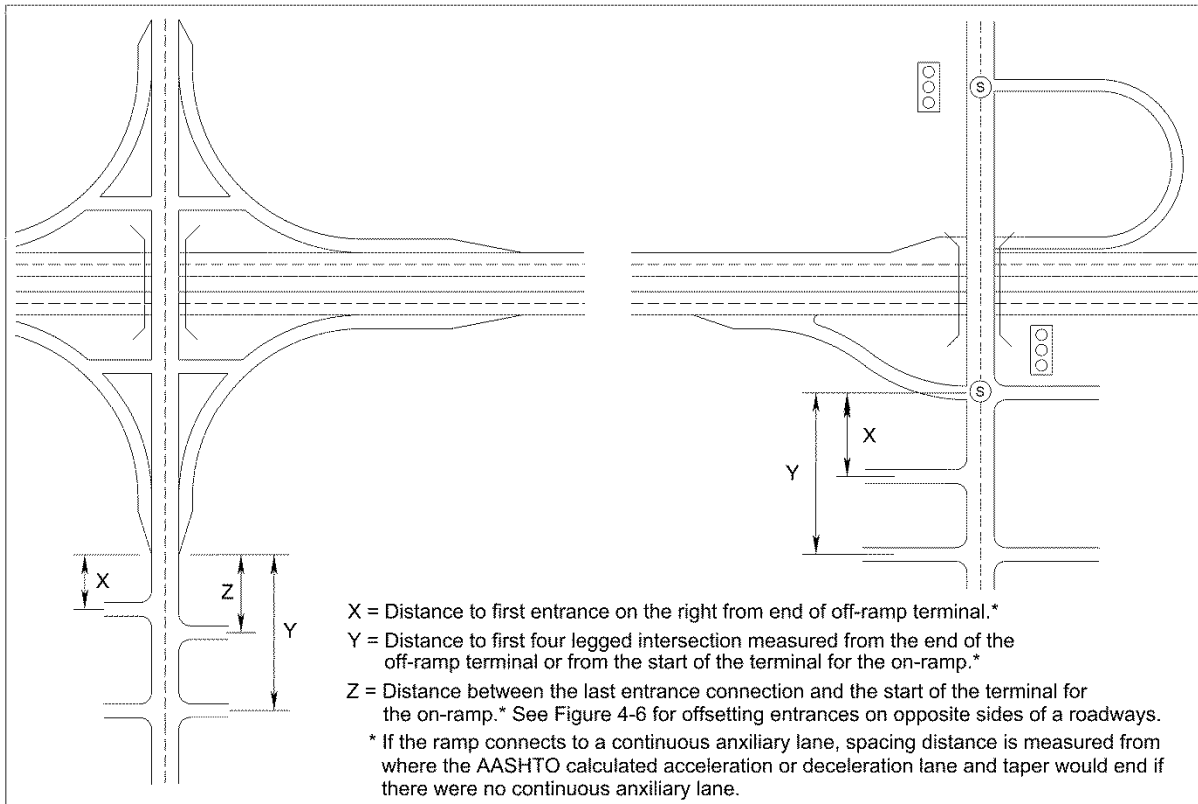 S
S
X
Y
X
Z
Y
X = Distance to first entrance on the right from end of off-ramp terminal.*
Y = Distance to first four legged intersection measured from the end of the
off-ramp terminal or from the start of the terminal for the on-ramp.*
Z = Distance between the last entrance connection and the start of the terminal for
the on-ramp.* See Figure 4-6 for offsetting entrances on opposite sides of a roadways.
* If the ramp connects to a continuous anxiliary lane, spacing distance is measured from
where the AASHTO calculated acceleration or deceleration lane and taper would end if
there were no continuous anxiliary lane.